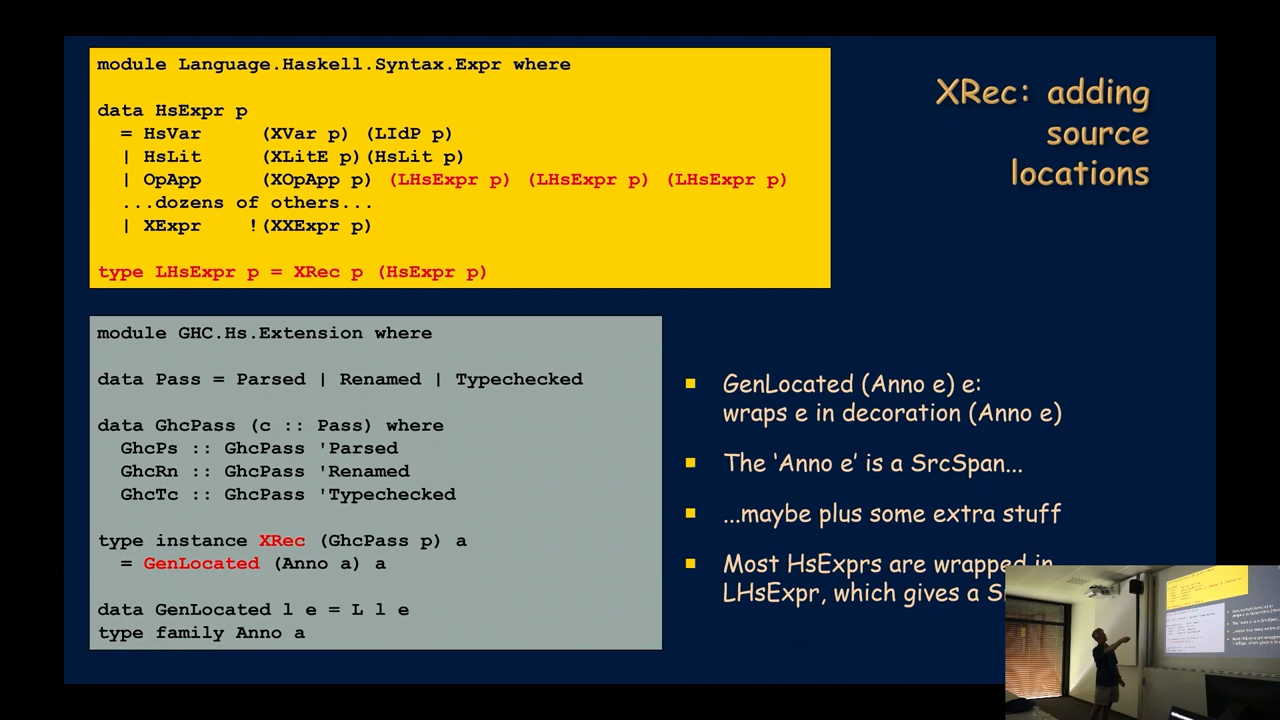 module Language.Haskell.Syntax.Expr where
data HsExpr p
= HsVar (XVar p) (LIdP p)
| HsLit (XLitE p)(HsLit p)
| OpApp (XOpApp p) (LHsExpr p) (LHsExpr p) (LHsExpr p)
...dozens of others...
| XExpr !(XXExpr p)
type LHsExpr p = XRec p (HsExpr p)
XRec: adding
source
locations
module GHC.Hs.Extension where
data Pass = Parsed | Renamed | Typechecked
data GhcPass (c :: Pass) where
GhcPs :: GhcPass 'Parsed
GhcRn :: GhcPass 'Renamed
GhcTc :: GhcPass 'Typechecked
type instance XRec (GhcPass p) a
= GenLocated (Anno a) a
data GenLocated l e = L l e
type family Anno a
GenLocated (Anno e) e:
wraps e in decoration (Anno e)
The ‘Anno e’ is a SrcSpan...
...maybe plus some extra stuff
Most HsExprs are wrapped in
LHsExpr, which gives a